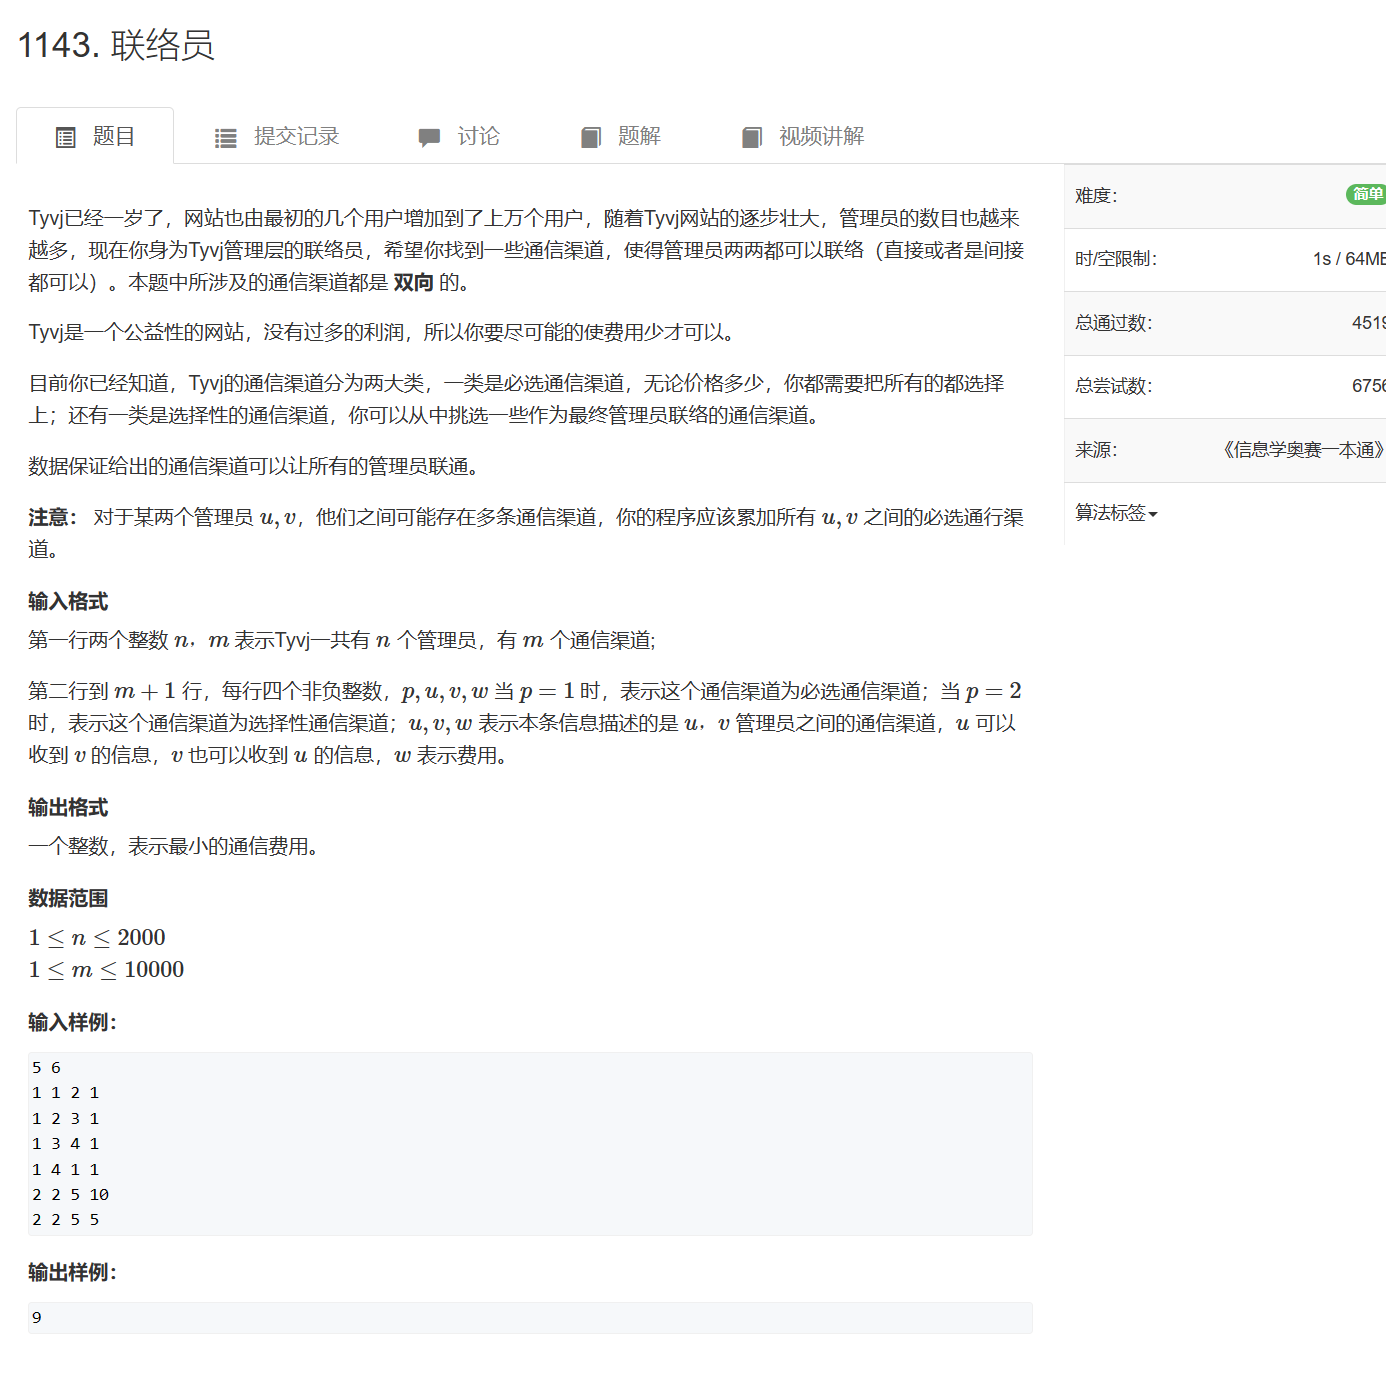 1143. 联络员
题目 提交记录 讨论 题解 视频讲解
Tyvj已经一岁了，网站也由最初的几个用户增加到了上万个用户，随着Tyvj网站的逐步壮大，管理员的数目也越来
越多，现在你身为Tyvj管理层的联络员，希望你找到一些通信渠道，使得管理员两两都可以联络（直接或者是间接
都可以）。本题中所涉及的通信渠道都是 双向 的。
Tyvj是一个公益性的网站，没有过多的利润，所以你要尽可能的使费用少才可以。
目前你已经知道，Tyvj的通信渠道分为两大类，一类是必选通信渠道，无论价格多少，你都需要把所有的都选择
上；还有一类是选择性的通信渠道，你可以从中挑选一些作为最终管理员联络的通信渠道。
数据保证给出的通信渠道可以让所有的管理员联通。
注意： 对于某两个管理员 u, v，他们之间可能存在多条通信渠道，你的程序应该累加所有 u, v 之间的必选通行渠
道。
输入格式
第一行两个整数 n，m 表示Tyvj一共有 n 个管理员，有 m 个通信渠道;
第二行到 m + 1 行，每行四个非负整数，p, u, v, w 当 p = 1 时，表示这个通信渠道为必选通信渠道；当 p = 2
时，表示这个通信渠道为选择性通信渠道；u, v, w 表示本条信息描述的是 u，v 管理员之间的通信渠道，u 可以
收到 v 的信息，v 也可以收到 u 的信息，w 表示费用。
输出格式
一个整数，表示最小的通信费用。
数据范围
1 ≤ n ≤ 2000
1 ≤ m ≤ 10000
输入样例：
5 6
1 1 2 1
1 2 3 1
1 3 4 1
1 4 1 1
2 2 5 10
2 2 5 5
输出样例：
9
难度： 简单
时/空限制： 1s / 64MB
总通过数： 4519
总尝试数： 6756
来源： 《信息学奥赛一本通》
算法标签